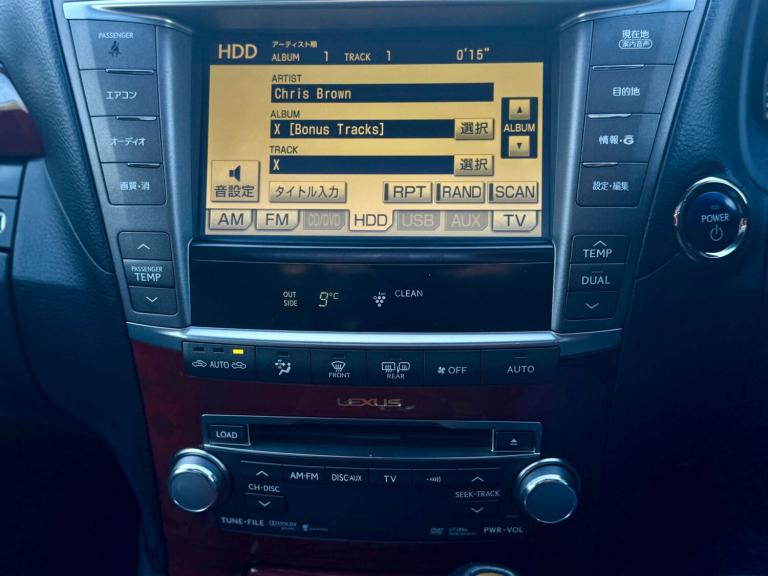 PASSENGER
エアコン
オーディオ
画質・消
HDD
アーティスト順
ALBUM 1 TRACK 1 0'15"
ARTIST
Chris Brown
ALBUM
X [Bonus Tracks]
選択
ALBUM
TRACK
X
選択
音設定
タイトル入力
RPT
RAND
SCAN
AM
FM
CD/DVD
HDD
USB
AUX
TV
現在地
(案内音声)
目的地
情報・G
設定・編集
POWER
PASSENGER
TEMP
TEMP
DUAL
OUT
SIDE
9°C
CLEAN
AUTO
FRONT
REAR
OFF
AUTO
LEXUS
LOAD
CH・DISC
AM・FM
DISC・AUX
TV
SEEK・TRACK
TUNE・FILE
PWR・VOL